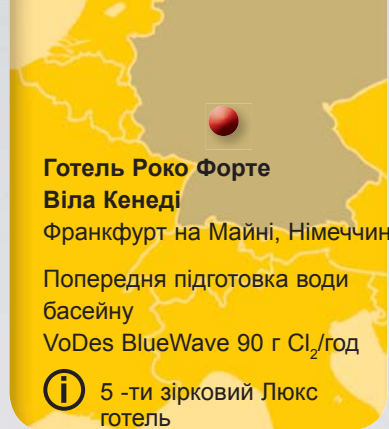 Готель Роко Форте
Віла Кенеді
Франкфурт на Майні, Німеччин
Попередня підготовка води
басейну
VoDes BlueWave 90 г Cl₂/год
i 5 -ти зірковий Люкс
готель